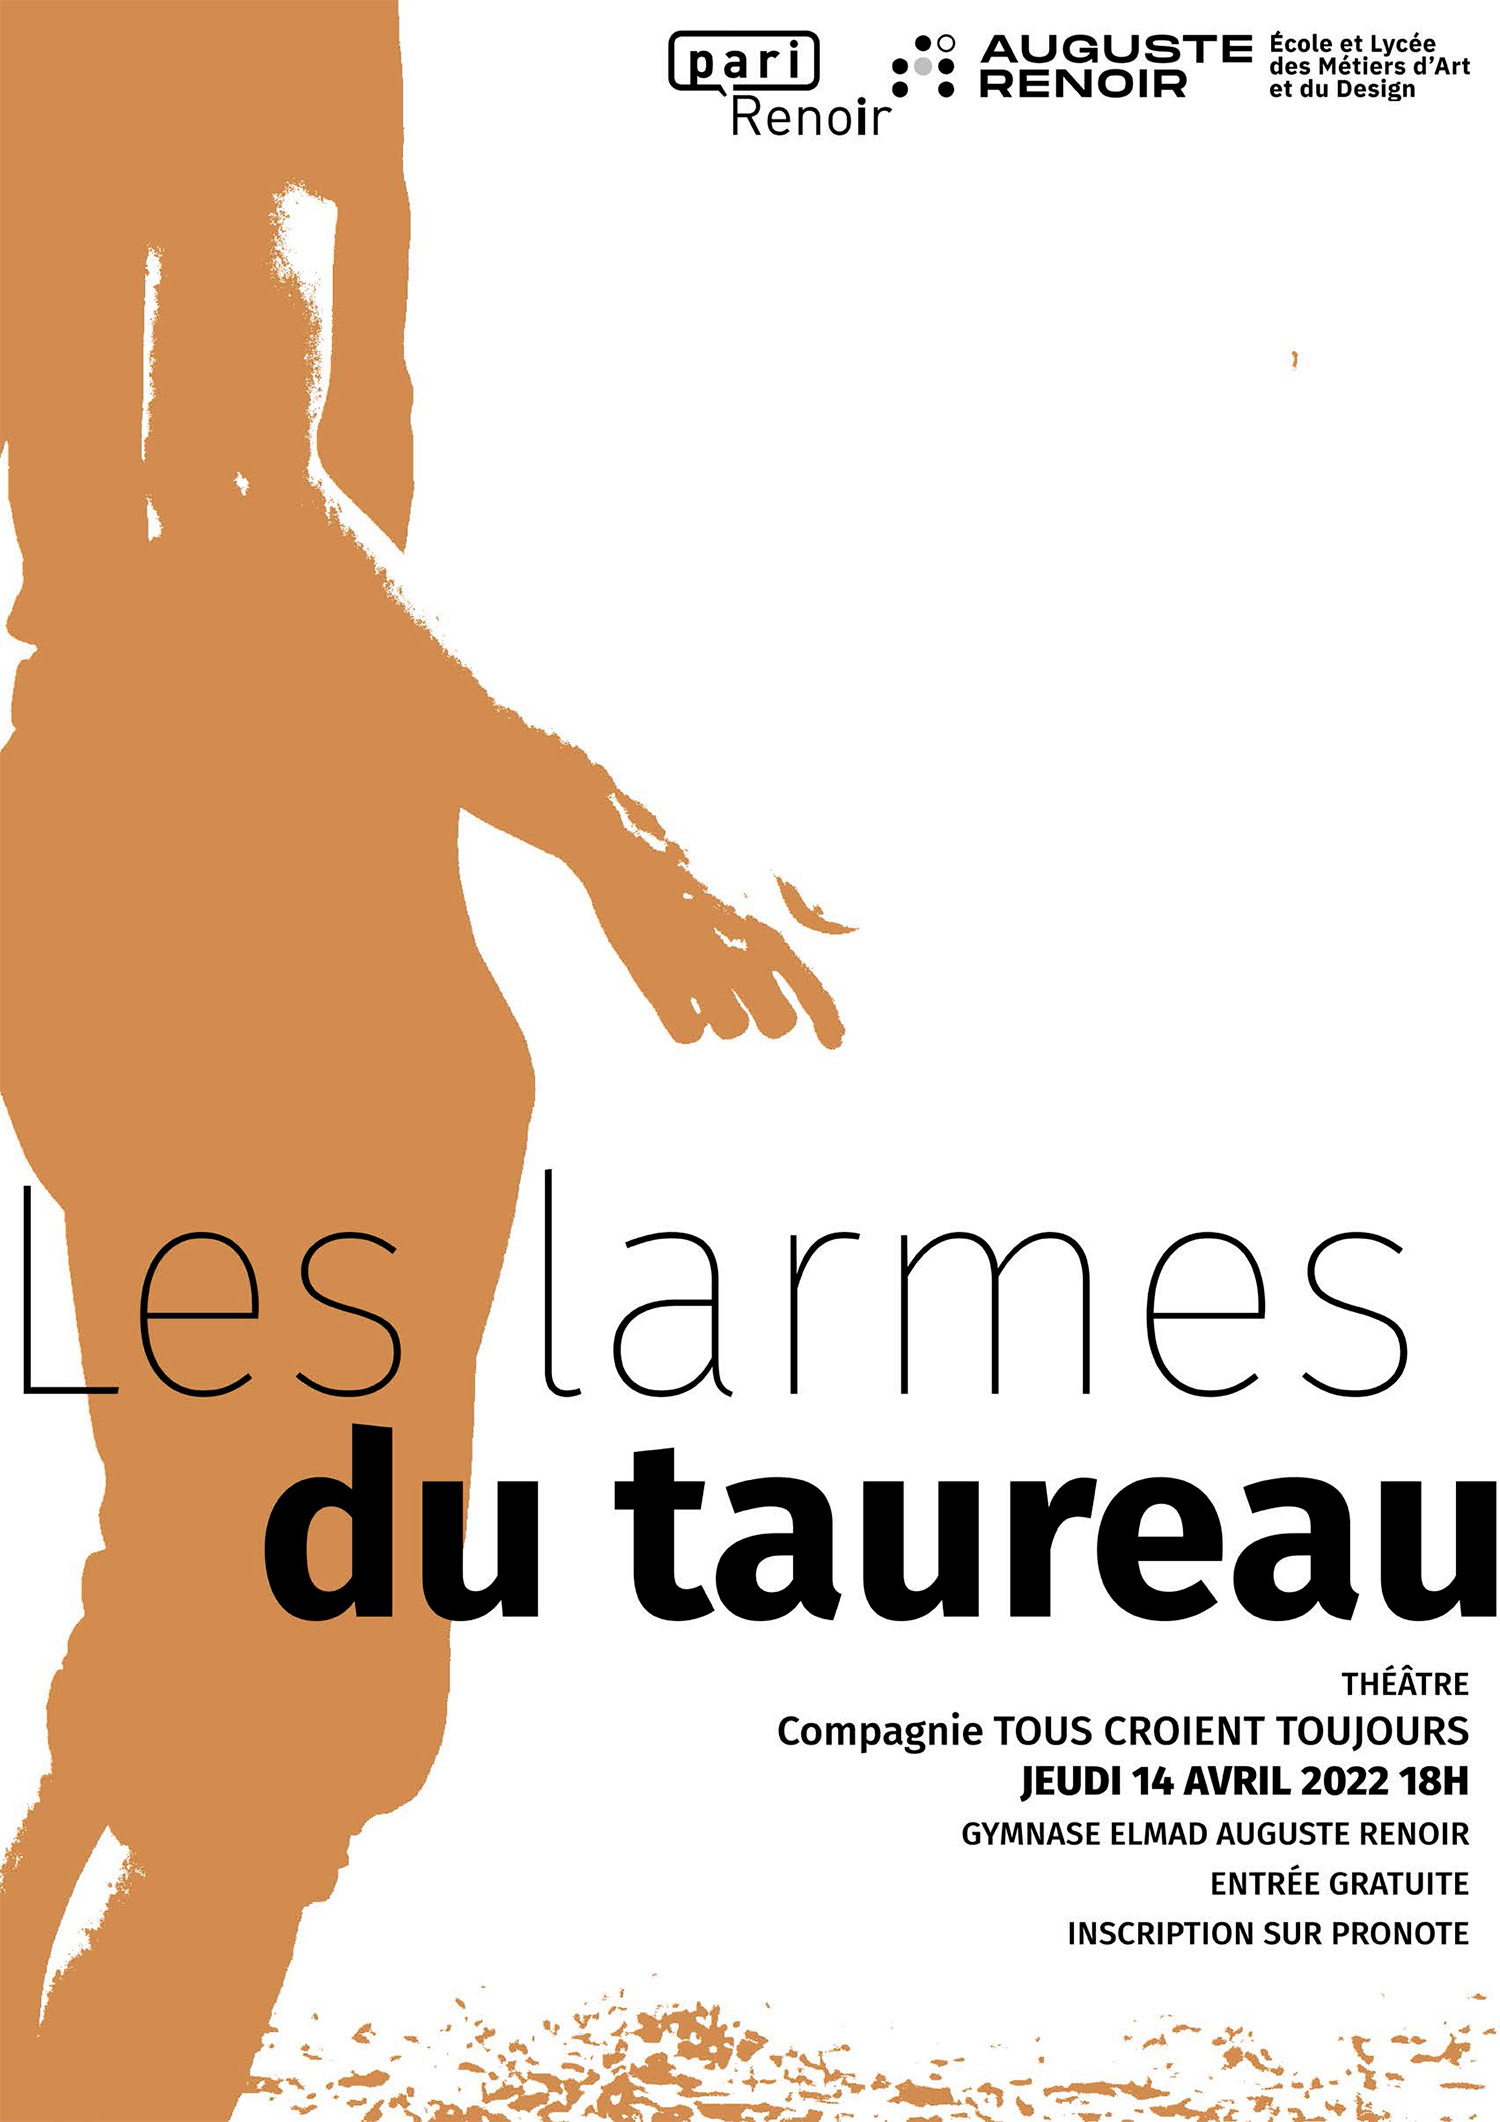 pari
Renoir
AUGUSTE
RENOIR
École et Lycée
des Métiers d'Art
et du Design
Les larmes
du taureau
THÉÂTRE
Compagnie TOUS CROIENT TOUJOURS
JEUDI 14 AVRIL 2022 18H
GYMNASE ELMAD AUGUSTE RENOIR
ENTRÉE GRATUITE
INSCRIPTION SUR PRONOTE